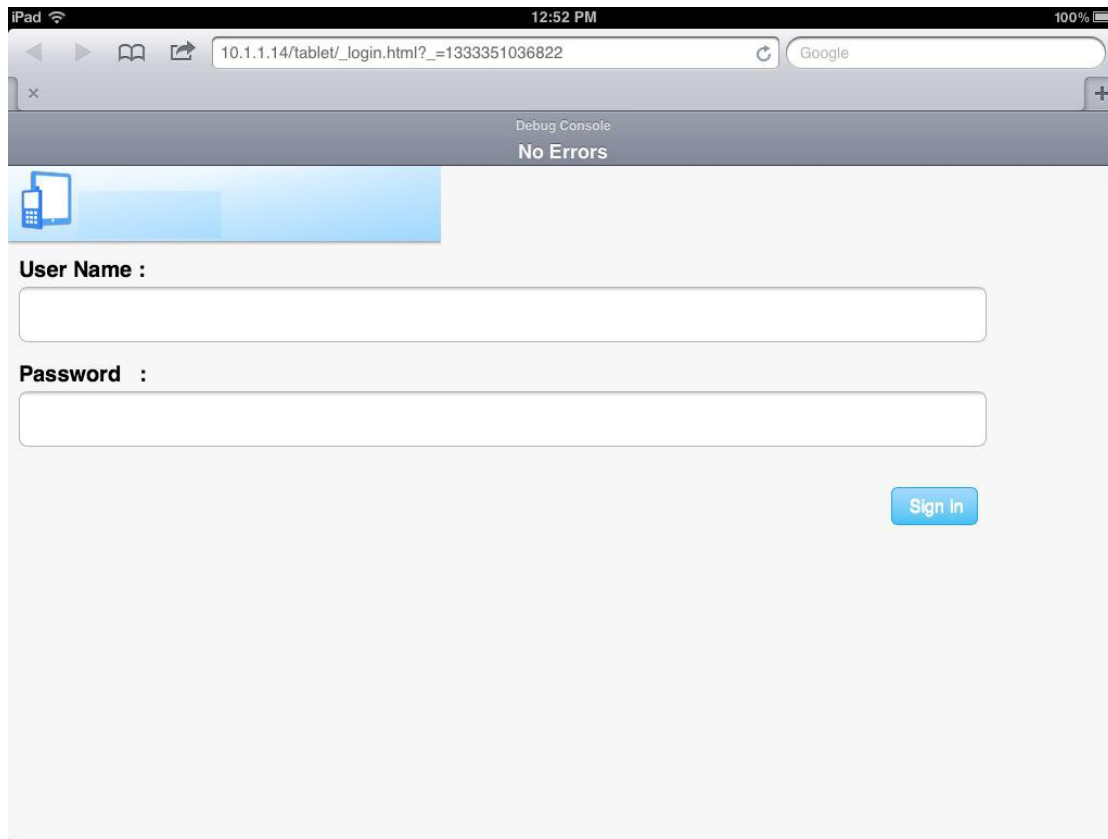 iPad 12:52 PM 100%
10.1.1.14/tablet/_login.html?_=1333351036822 Google
Debug Console
No Errors
User Name :
Password :
Sign In